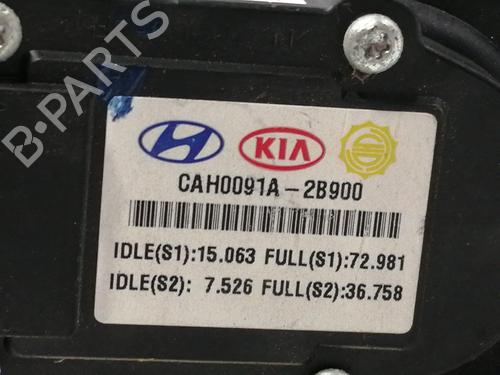 B-PARTS
KIA
CAH0091A-2B900
IDLE(S1):15.063 FULL(S1):72.981
IDLE(S2): 7.526 FULL(S2):36.758